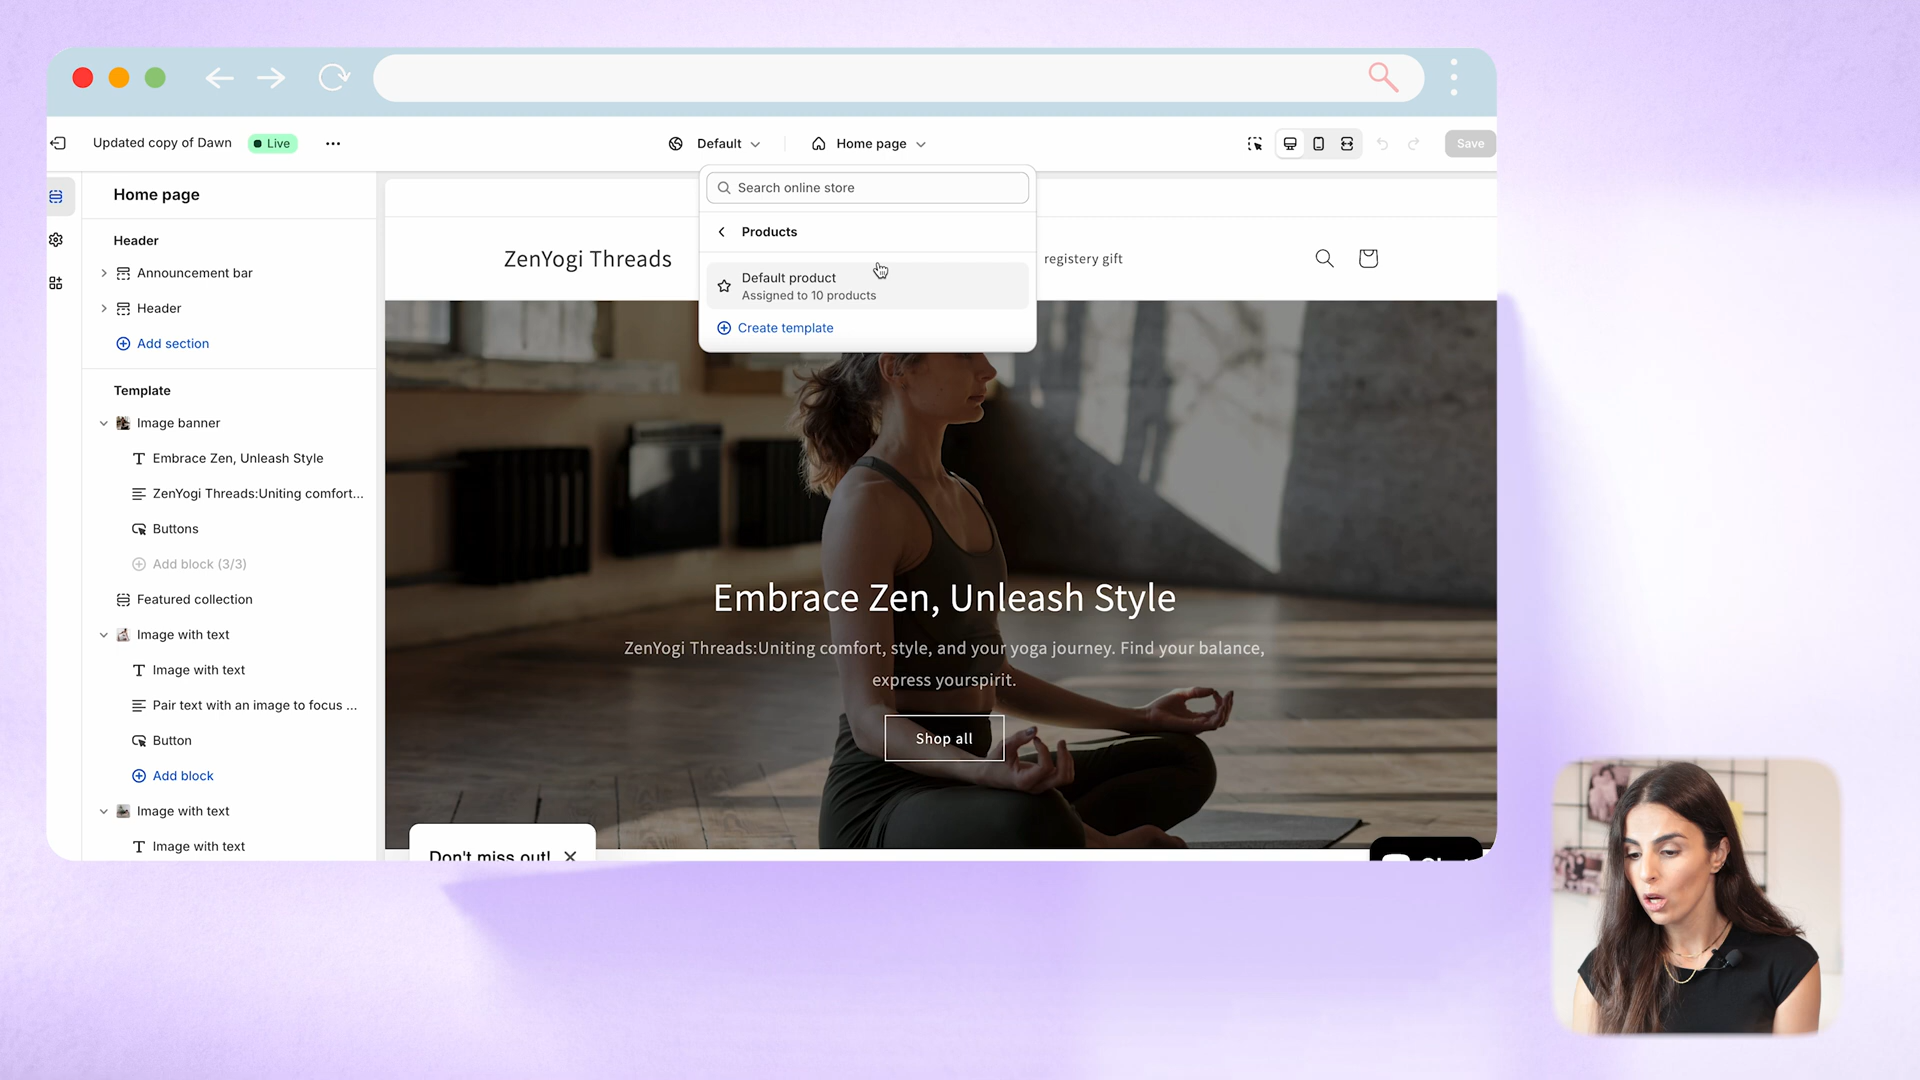 Updated copy of Dawn
Live
Default
Home page
Save
Home page
Header
Announcement bar
Header
Add section
Template
Image banner
Embrace Zen, Unleash Style
ZenYogi Threads:Uniting comfort...
Buttons
Add block (3/3)
Featured collection
Image with text
Image with text
Pair text with an image to focus ...
Button
Add block
Image with text
Image with text
Search online store
Products
Default product
Assigned to 10 products
Create template
ZenYogi Threads
registery gift
Embrace Zen, Unleash Style
ZenYogi Threads:Uniting comfort, style, and your yoga journey. Find your balance,
express yourspirit.
Shop all
Don't miss out!